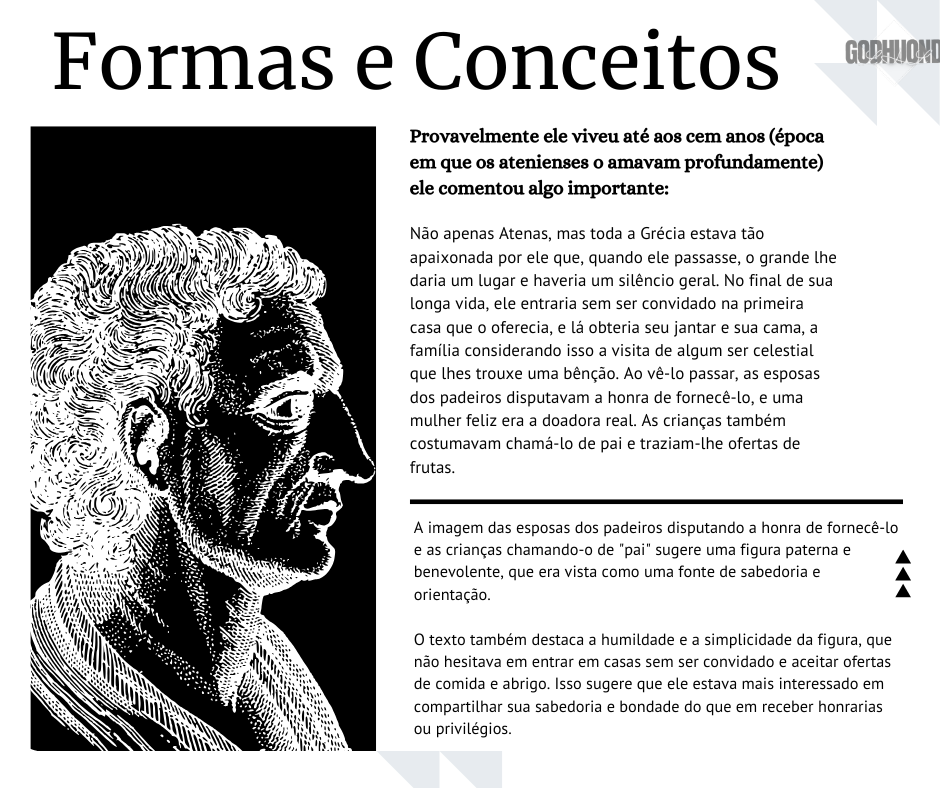 Formas e Conceitos
GODHUOND
Provavelmente ele viveu até aos cem anos (época
em que os atenienses o amavam profundamente)
ele comentou algo importante:
Não apenas Atenas, mas toda a Grécia estava tão
apaixonada por ele que, quando ele passasse, o grande lhe
daria um lugar e haveria um silêncio geral. No final de sua
longa vida, ele entraria sem ser convidado na primeira
casa que o oferecia, e lá obteria seu jantar e sua cama, a
família considerando isso a visita de algum ser celestial
que lhes trouxe uma bênção. Ao vê-lo passar, as esposas
dos padeiros disputavam a honra de fornecê-lo, e uma
mulher feliz era a doadora real. As crianças também
costumavam chamá-lo de pai e traziam-lhe ofertas de
frutas.
A imagem das esposas dos padeiros disputando a honra de fornecê-lo
e as crianças chamando-o de "pai" sugere uma figura paterna e
benevolente, que era vista como uma fonte de sabedoria e
orientação.
O texto também destaca a humildade e a simplicidade da figura, que
não hesitava em entrar em casas sem ser convidado e aceitar ofertas
de comida e abrigo. Isso sugere que ele estava mais interessado em
compartilhar sua sabedoria e bondade do que em receber honrarias
ou privilégios.